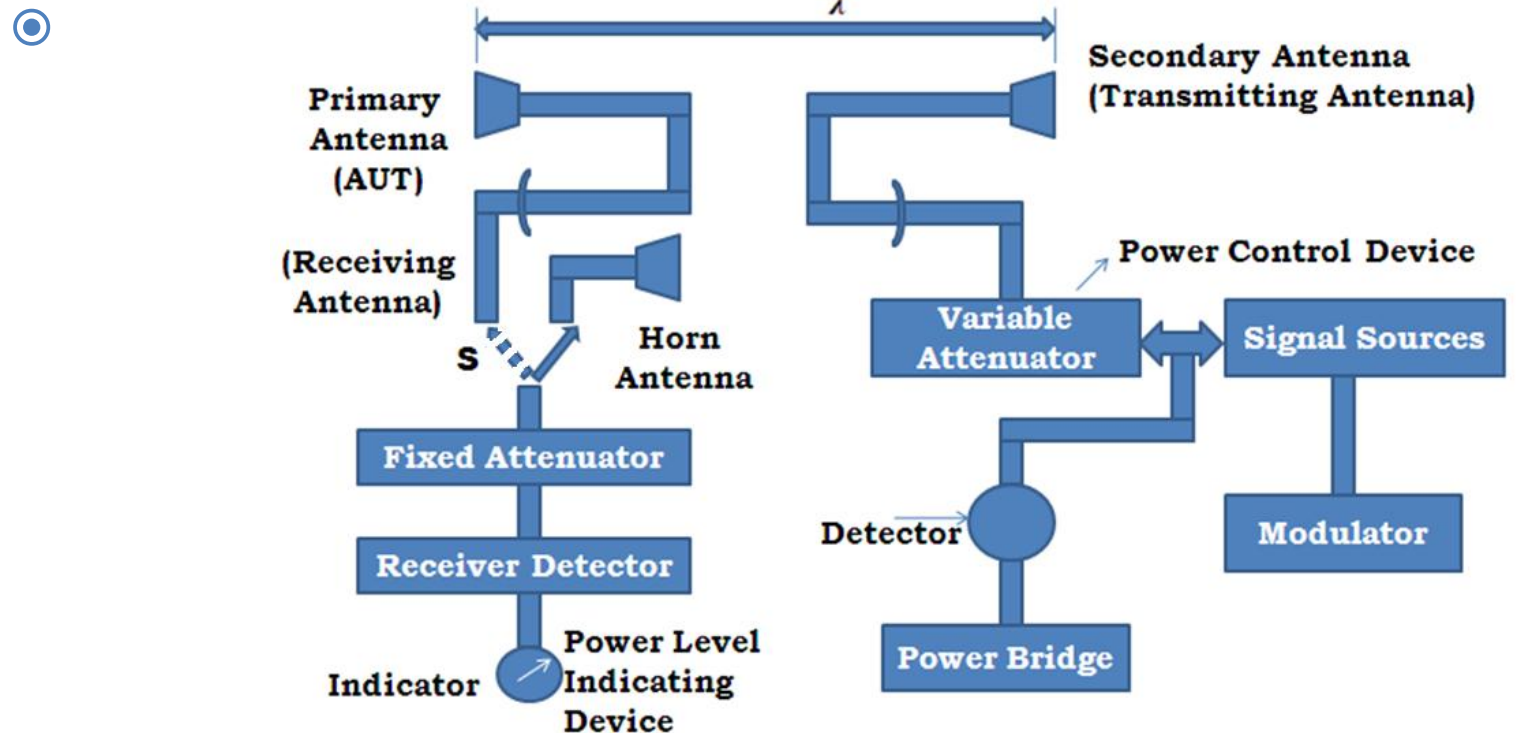 λ
Primary
Antenna
(AUT)
Secondary Antenna
(Transmitting Antenna)
(Receiving
Antenna)
S
Horn
Antenna
Power Control Device
Variable
Attenuator
Signal Sources
Fixed Attenuator
Receiver Detector
Detector
Modulator
Power Bridge
Indicator
Power Level
Indicating
Device